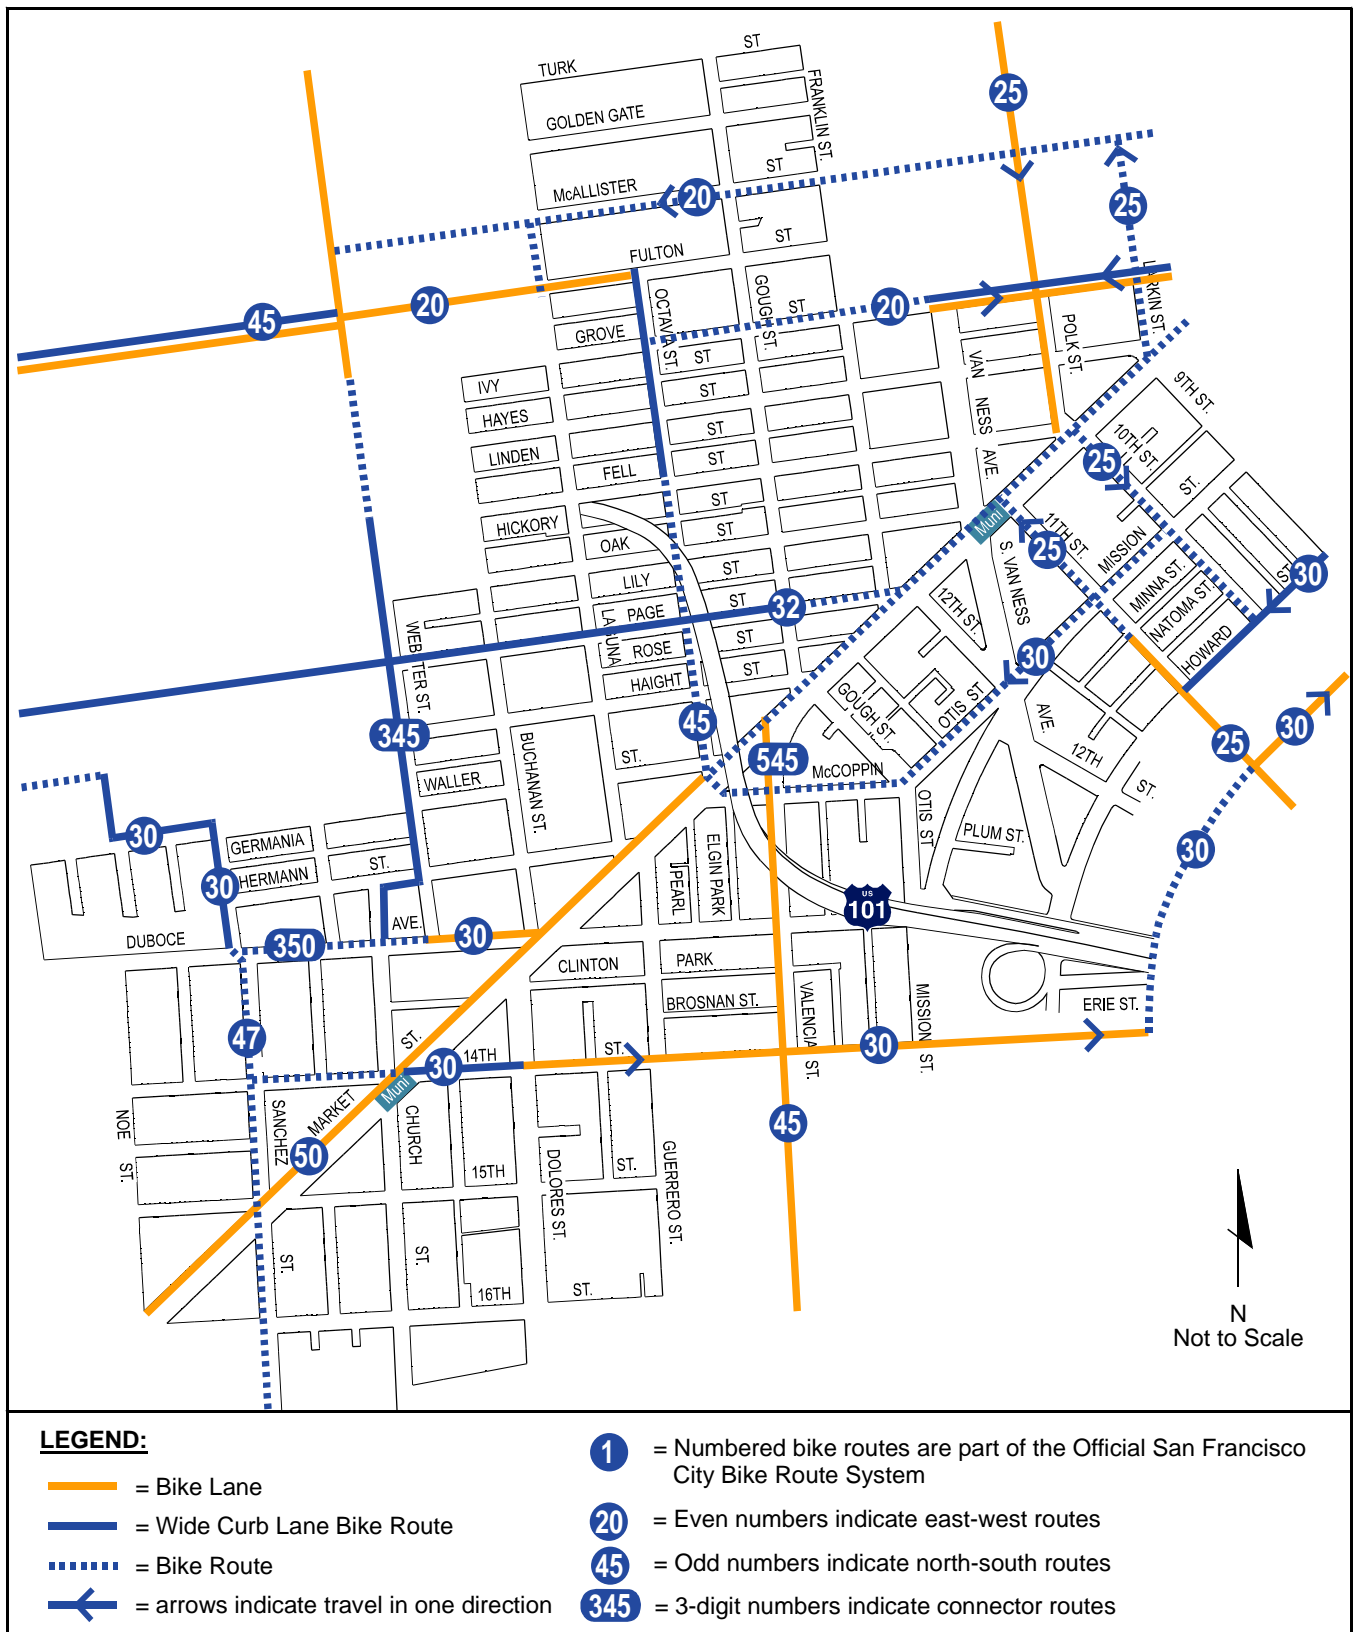 ST
TURK
FRANKLIN ST.
25
GOLDEN GATE
ST
McALLISTER
20
25
ST
FULTON
LARKIN ST.
OCTAVIA ST.
GOUGH ST.
ST
20
20
45
POLK ST.
GROVE
ST
VAN NESS AVE.
9TH ST.
IVY
ST
HAYES
ST
10TH ST.
LINDEN
ST
25
FELL
ST.
ST
HICKORY
ST
Muni
11TH ST.
OAK
25
MISSION
ST
ST
30
LILY
S. VAN NESS
MINNA ST.
ST
32
12TH ST.
NATOMA ST.
PAGE
LAGUNA
WEBSTER ST.
ST
HOWARD
ROSE
30
ST
HAIGHT
GOUGH ST.
OTIS ST.
AVE.
30
45
345
BUCHANAN ST.
ST.
25
12TH
545
McCOPPIN
WALLER
ST.
OTIS ST
30
PLUM ST.
30
GERMANIA
ELGIN PARK
ST.
HERMANN
PEARL
30
US
101
AVE.
DUBOCE
350
30
CLINTON
PARK
BROSNAN ST.
VALENCIA ST.
MISSION ST.
ERIE ST.
47
ST.
14TH
ST.
30
30
Muni
NOE ST.
SANCHEZ
MARKET
CHURCH
45
50
DOLORES ST.
GUERRERO ST.
15TH
ST.
ST.
ST.
16TH
ST.
N
Not to Scale
LEGEND:
= Bike Lane
= Wide Curb Lane Bike Route
= Bike Route
= arrows indicate travel in one direction
1 = Numbered bike routes are part of the Official San Francisco
City Bike Route System
20 = Even numbers indicate east-west routes
45 = Odd numbers indicate north-south routes
345 = 3-digit numbers indicate connector routes